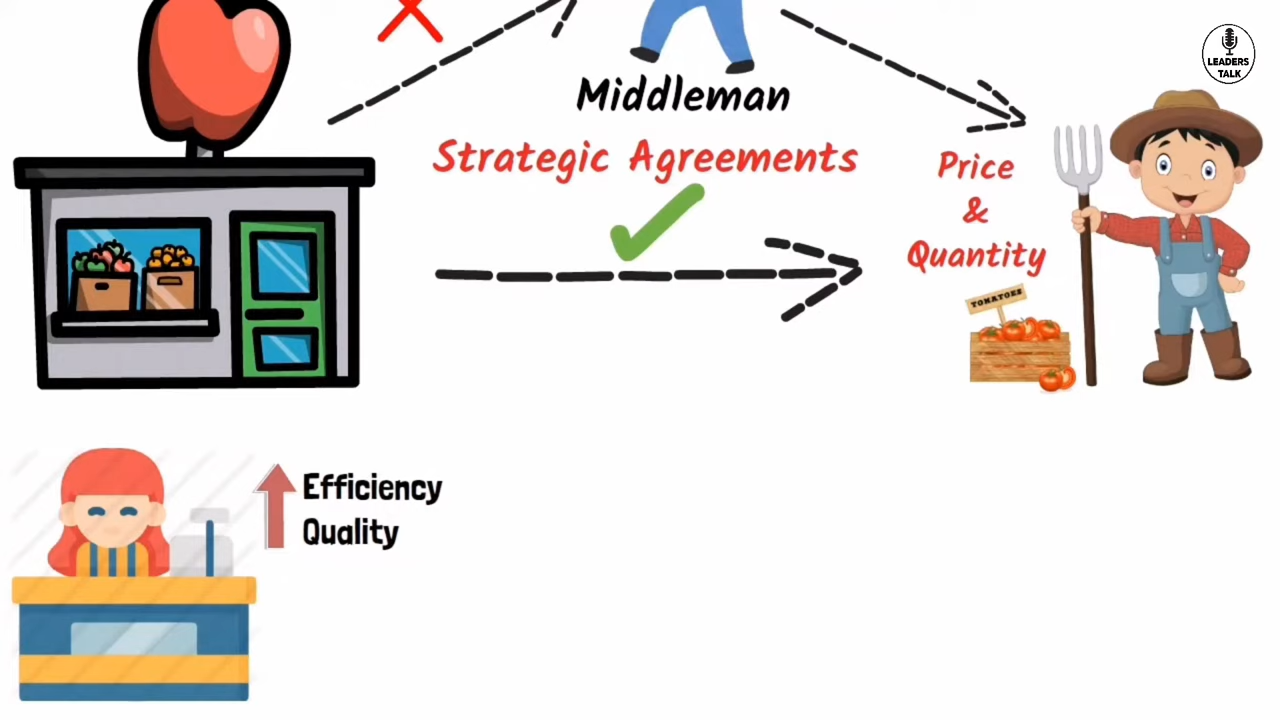 LEADERS
TALK
Middleman
Strategic Agreements
Price
&
Quantity
TOMATOES
Efficiency
Quality